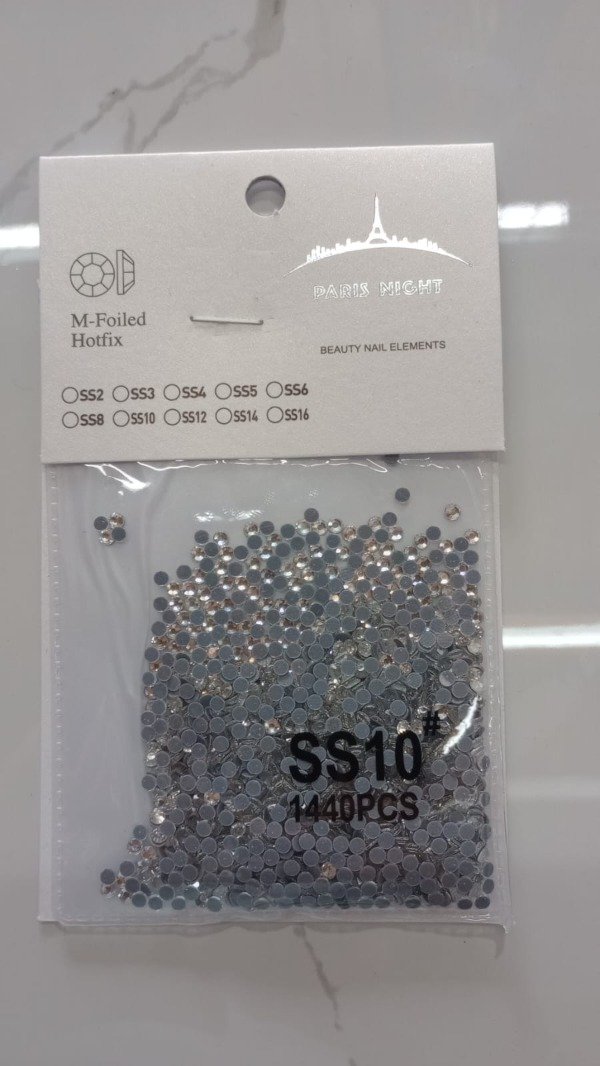 PARIS NIGHT
M-Foiled
Hotfix
BEAUTY NAIL ELEMENTS
SS2 SS3 SS4 SS5 SS6
SS8 SS10 SS12 SS14 SS16
SS10#
1440PCS